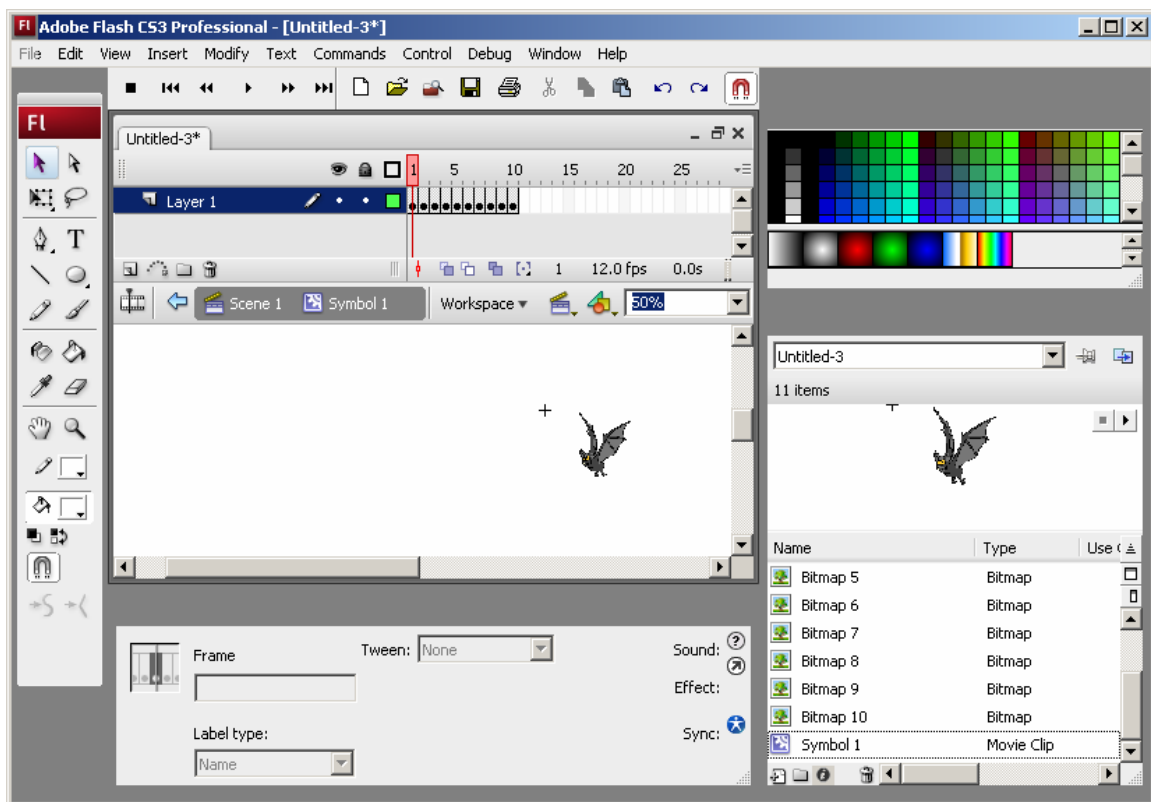 Fl Adobe Flash CS3 Professional - [Untitled-3*]
File Edit View Insert Modify Text Commands Control Debug Window Help
Fl
Untitled-3*
1 5 10 15 20 25
Layer 1
1 12.0 fps 0.0s
Scene 1 Symbol 1 Workspace 50%
T
Untitled-3
11 items
Name Type Use
Bitmap 5 Bitmap
Bitmap 6 Bitmap
Bitmap 7 Bitmap
Bitmap 8 Bitmap
Bitmap 9 Bitmap
Bitmap 10 Bitmap
Symbol 1 Movie Clip
Frame Tween: None Sound:
Effect:
Label type: Sync:
Name